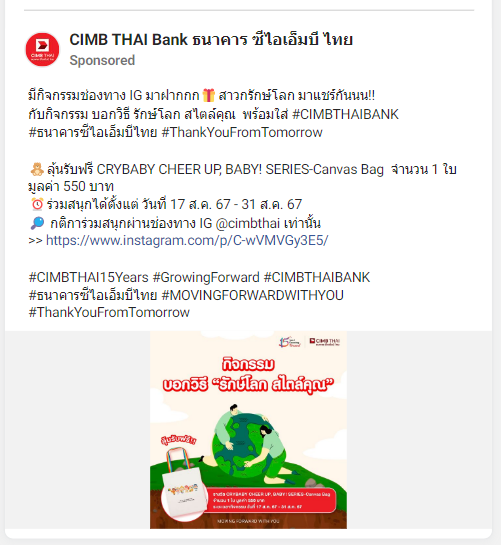 CIMB THAI Bank ธนาคาร ซีไอเอ็มบี ไทย
Sponsored
มีกิจกรรมช่องทาง IG มาฝากกก🎁 สาวกรักษ์โลก มาแชร์กันนน!!
กับกิจกรรม บอกวิธี รักษ์โลก สไตล์คุณ พร้อมใส่ #CIMBTHAIBANK
#ธนาคารซีไอเอ็มบีไทย #ThankYouFromTomorrow
🧸ลุ้นรับฟรี CRYBABY CHEER UP, BABY! SERIES-Canvas Bag จำนวน 1 ใบ
มูลค่า 550 บาท
⏰ร่วมสนุกได้ตั้งแต่ วันที่ 17 ส.ค. 67 - 31 ส.ค. 67
🔎 กติการ่วมสนุกผ่านช่องทาง IG @cimbthai เท่านั้น
>> https://www.instagram.com/p/C-wVMVGy3E5/
#CIMBTHAI15Years #GrowingForward #CIMBTHAIBANK
#ธนาคารซีไอเอ็มบีไทย #MOVINGFORWARDWITHYOU
#ThankYouFromTomorrow
CIMB THAI
กิจกรรม
บอกวิธี “รักษ์โลก สไตล์คุณ”
ลุ้นรับฟรี!!
รางวัล CRYBABY CHEER UP, BABY! SERIES-Canvas Bag
จำนวน 1 ใบ มูลค่า 550 บาท
ระยะเวลากิจกรรม วันที่ 17 ส.ค. 67 - 31 ส.ค. 67
MOVING FORWARD WITH YOU